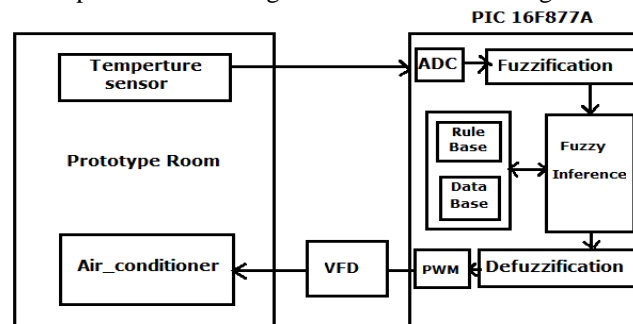 PIC 16F877A
Temperture
sensor
Prototype Room
Air_conditioner
VFD
ADC
Fuzzification
Rule
Base
Data
Base
Fuzzy
Inference
PWM
Defuzzification